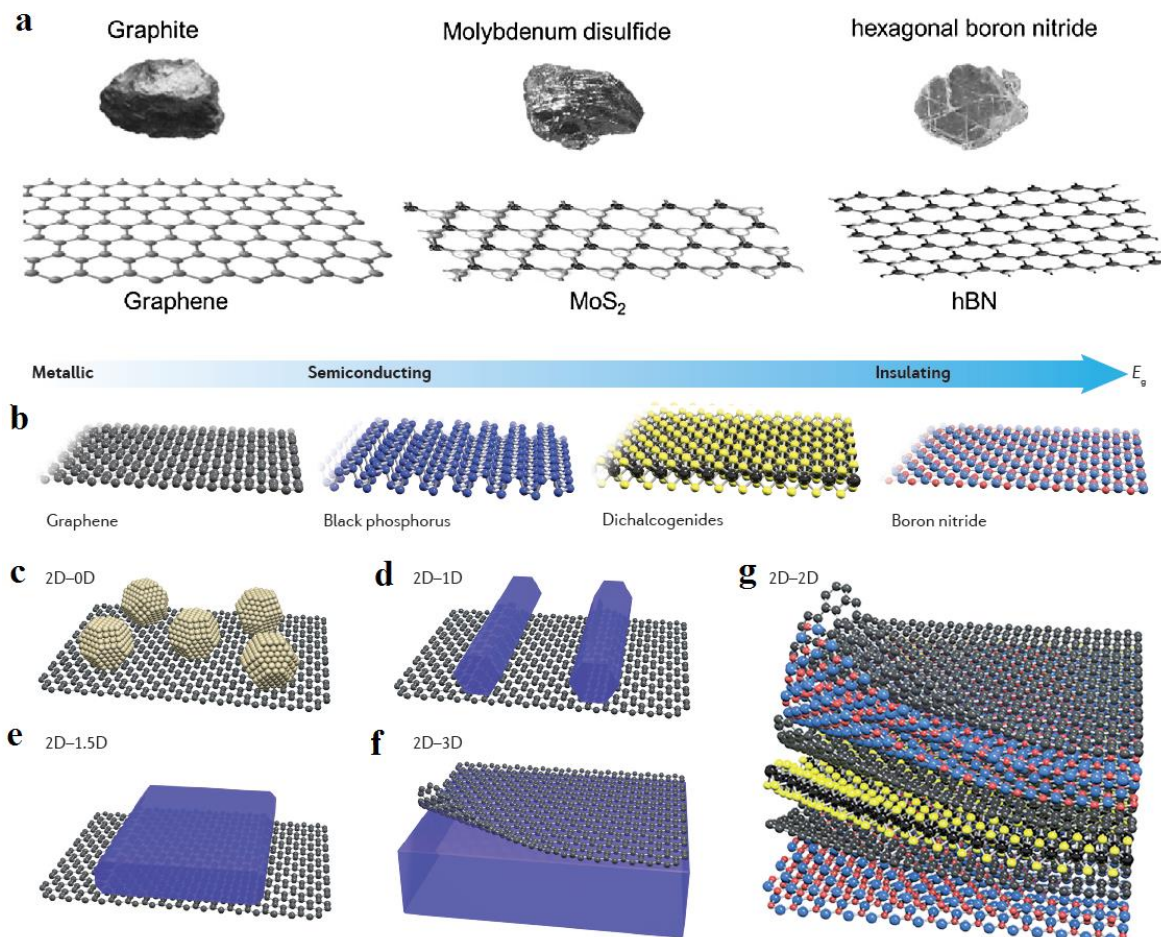 a
Graphite
Molybdenum disulfide
hexagonal boron nitride
Graphene
MoS₂
hBN
Metallic
Semiconducting
Insulating
E_g
b
Graphene
Black phosphorus
Dichalcogenides
Boron nitride
c 2D–0D
d 2D–1D
g 2D–2D
e 2D–1.5D
f 2D–3D